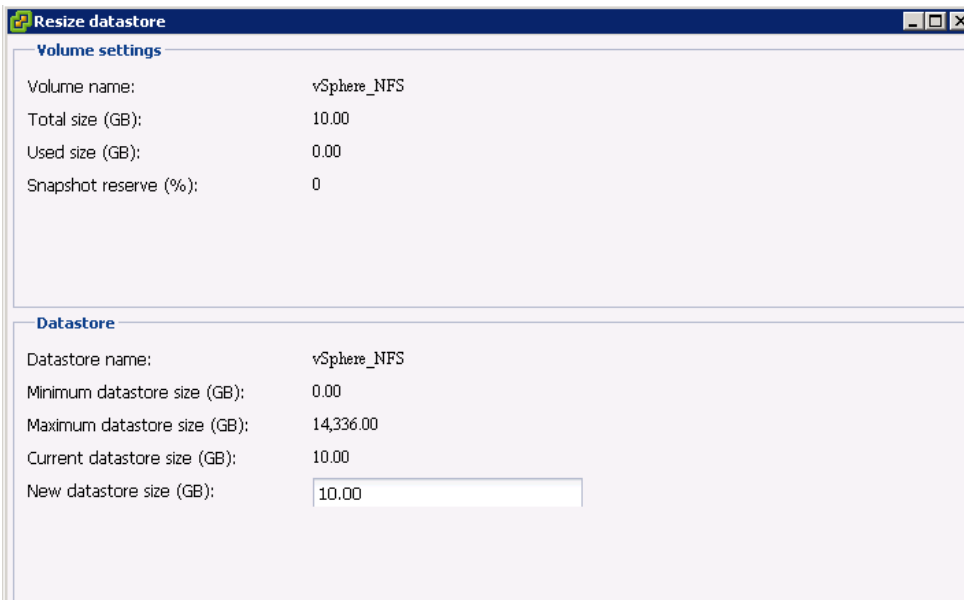 Resize datastore
Volume settings
Volume name: vSphere_NFS
Total size (GB): 10.00
Used size (GB): 0.00
Snapshot reserve (%): 0
Datastore
Datastore name: vSphere_NFS
Minimum datastore size (GB): 0.00
Maximum datastore size (GB): 14,336.00
Current datastore size (GB): 10.00
New datastore size (GB): 10.00